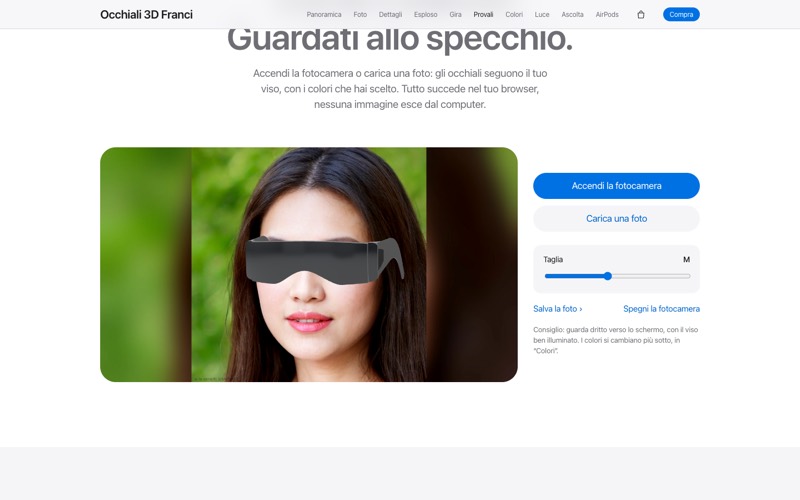 Occhiali 3D Franci
Panoramica Foto Dettagli Esploso Gira Provali Colori Luce Ascolta AirPods Compra
Guardati allo specchio.
Accendi la fotocamera o carica una foto: gli occhiali seguono il tuo
viso, con i colori che hai scelto. Tutto succede nel tuo browser,
nessuna immagine esce dal computer.
Accendi la fotocamera
Carica una foto
Taglia M
Salva la foto ›
Spegni la fotocamera
Consiglio: guarda dritto verso lo schermo, con il viso
ben illuminato. I colori si cambiano più sotto, in
“Colori”.